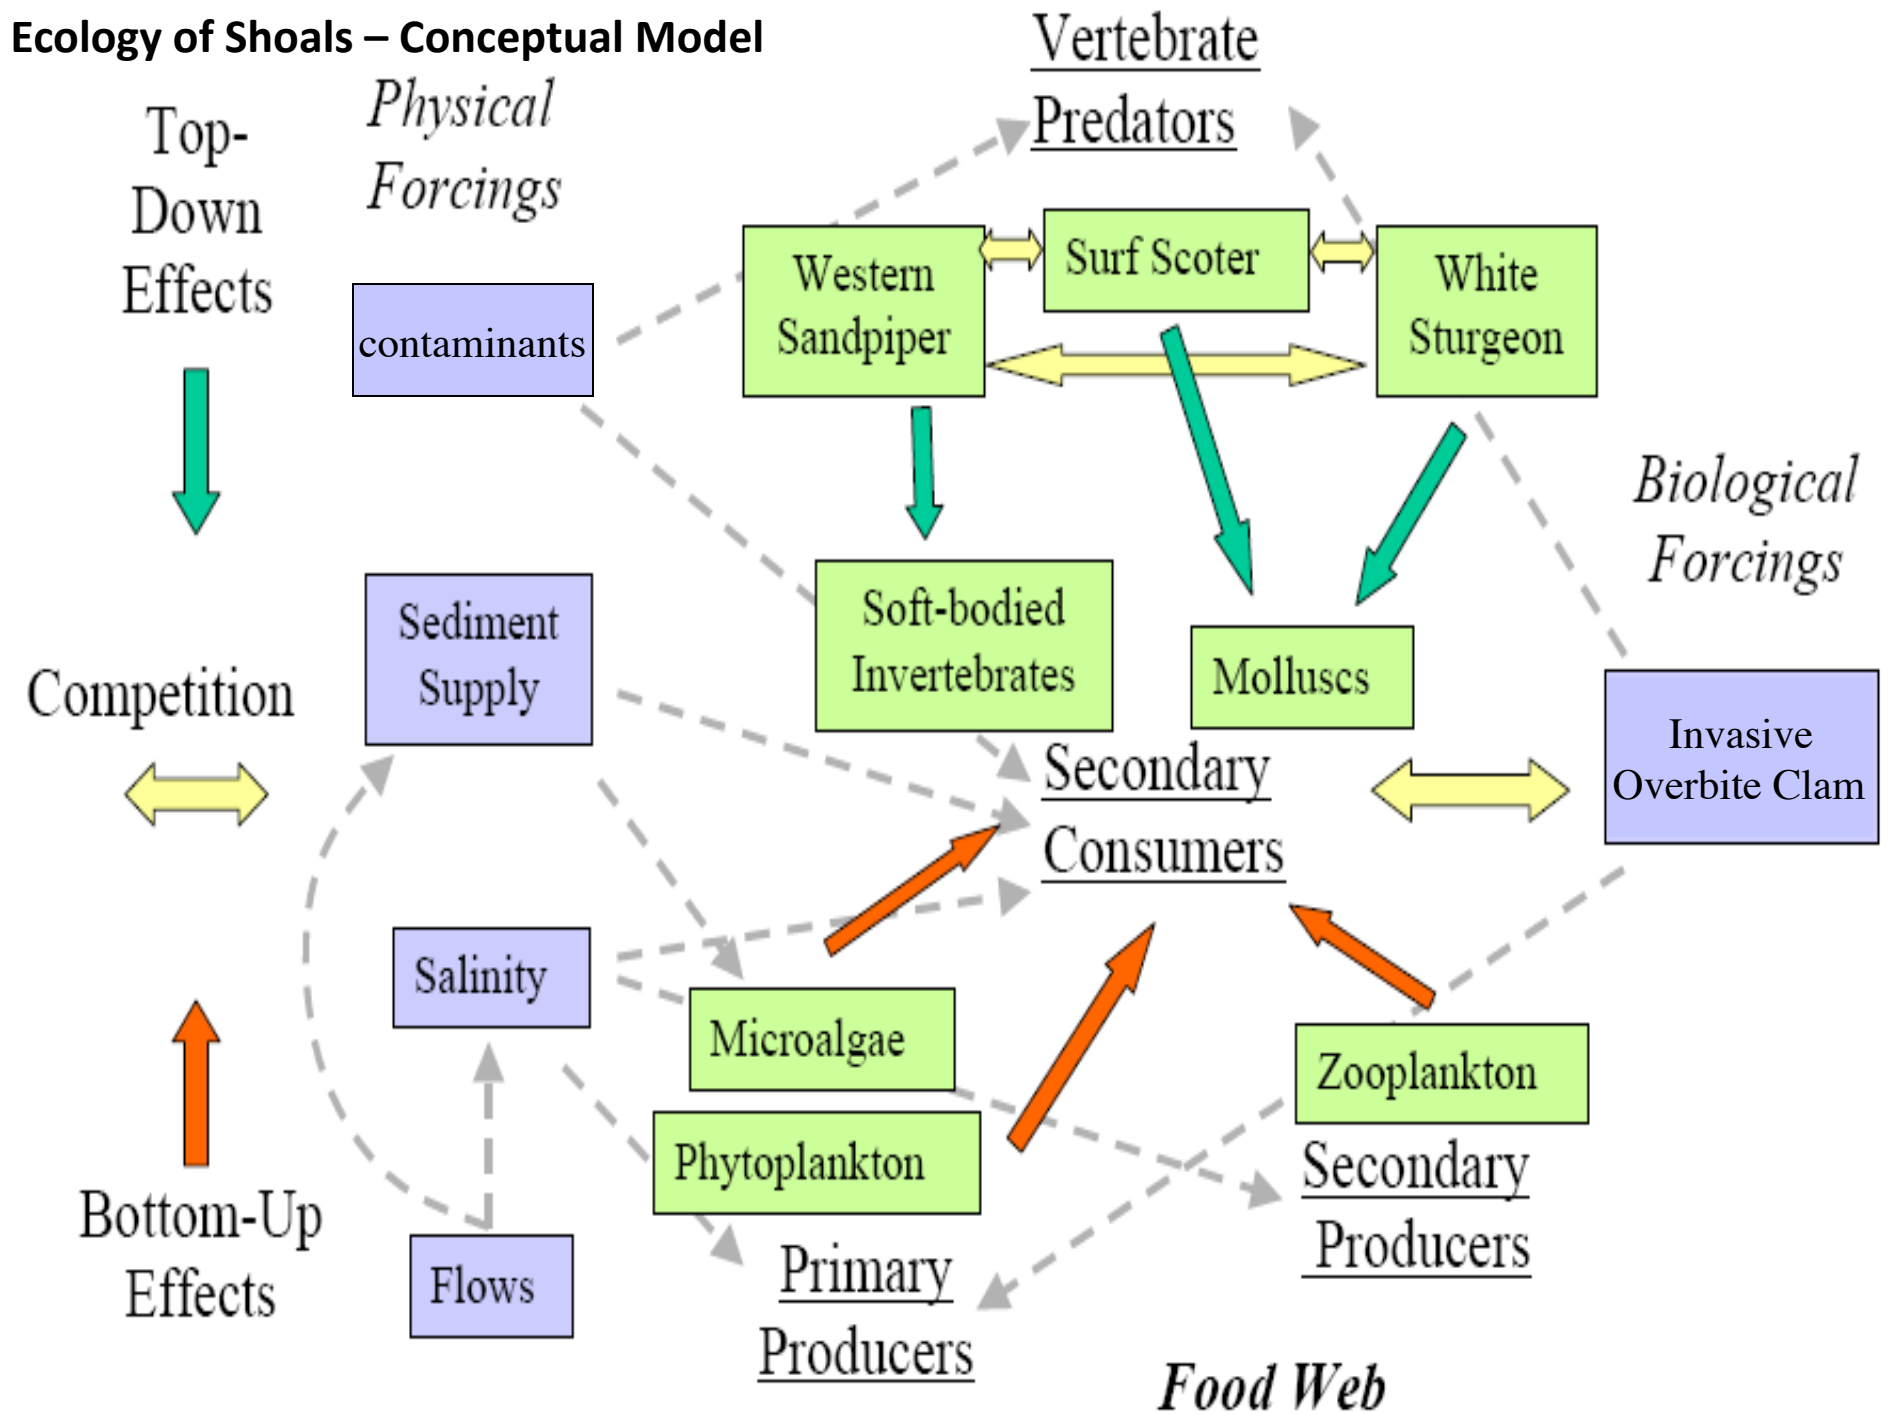 Ecology of Shoals – Conceptual Model
Top-
Down
Effects
Physical
Forcings
Vertebrate
Predators
contaminants
Western
Sandpiper
Surf Scoter
White
Sturgeon
Biological
Forcings
Competition
Sediment
Supply
Soft-bodied
Invertebrates
Molluscs
Invasive
Overbite Clam
Secondary
Consumers
Salinity
Microalgae
Zooplankton
Phytoplankton
Secondary
Producers
Bottom-Up
Effects
Flows
Primary
Producers
Food Web